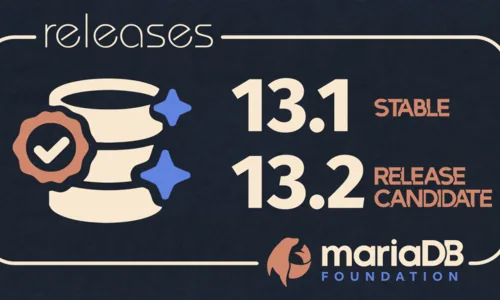 releases
13.1 STABLE
13.2 RELEASE
CANDIDATE
mariaDB
FOUNDATION